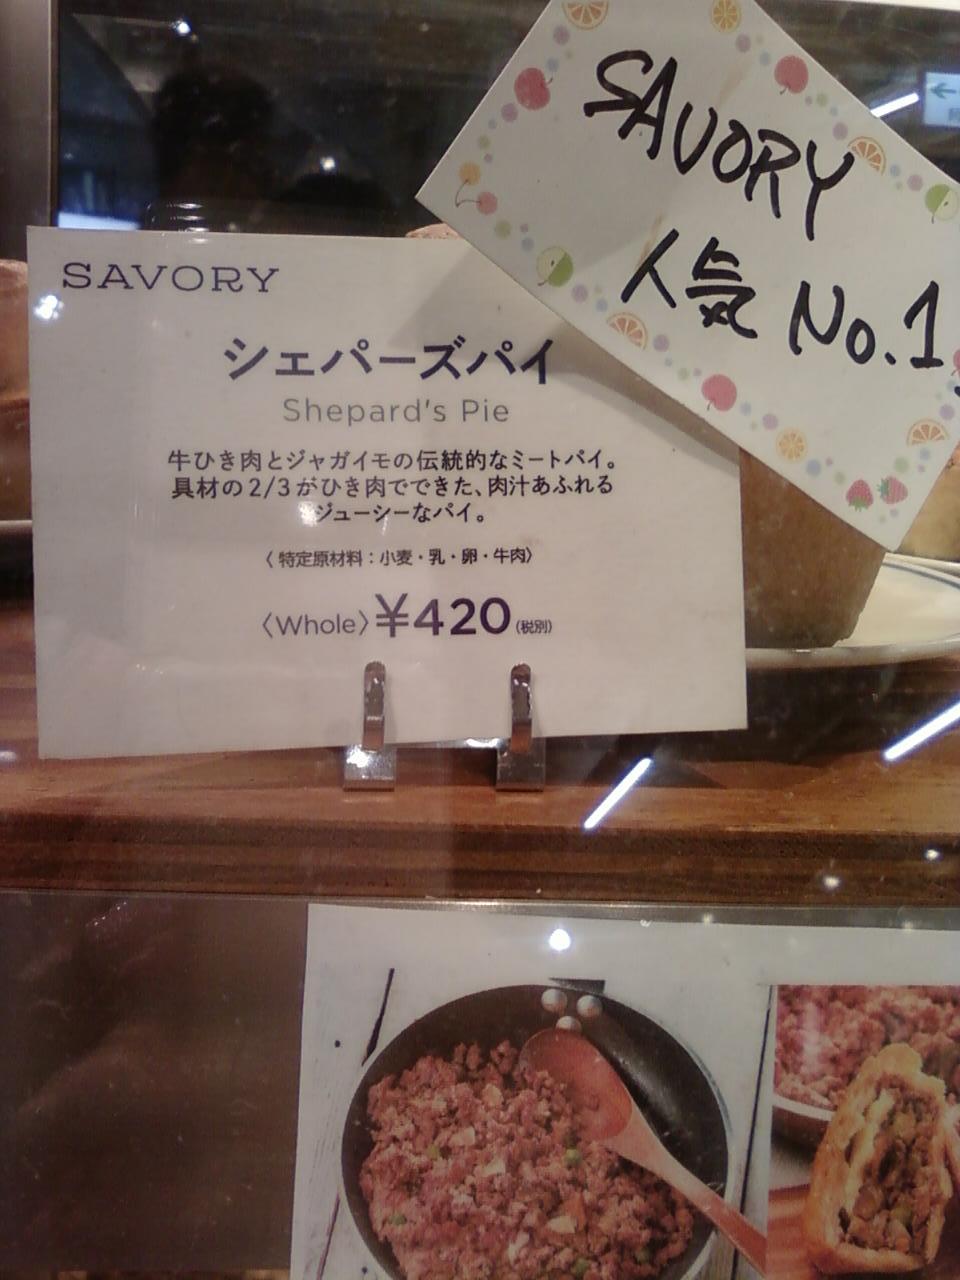 SAVORY
人気 No.1
SAVORY
シェパーズパイ
Shepard's Pie
牛ひき肉とジャガイモの伝統的なミートパイ。
具材の2/3がひき肉でできた、肉汁あふれる
ジューシーなパイ。
〈特定原材料：小麦・乳・卵・牛肉〉
〈Whole〉¥420(税別)